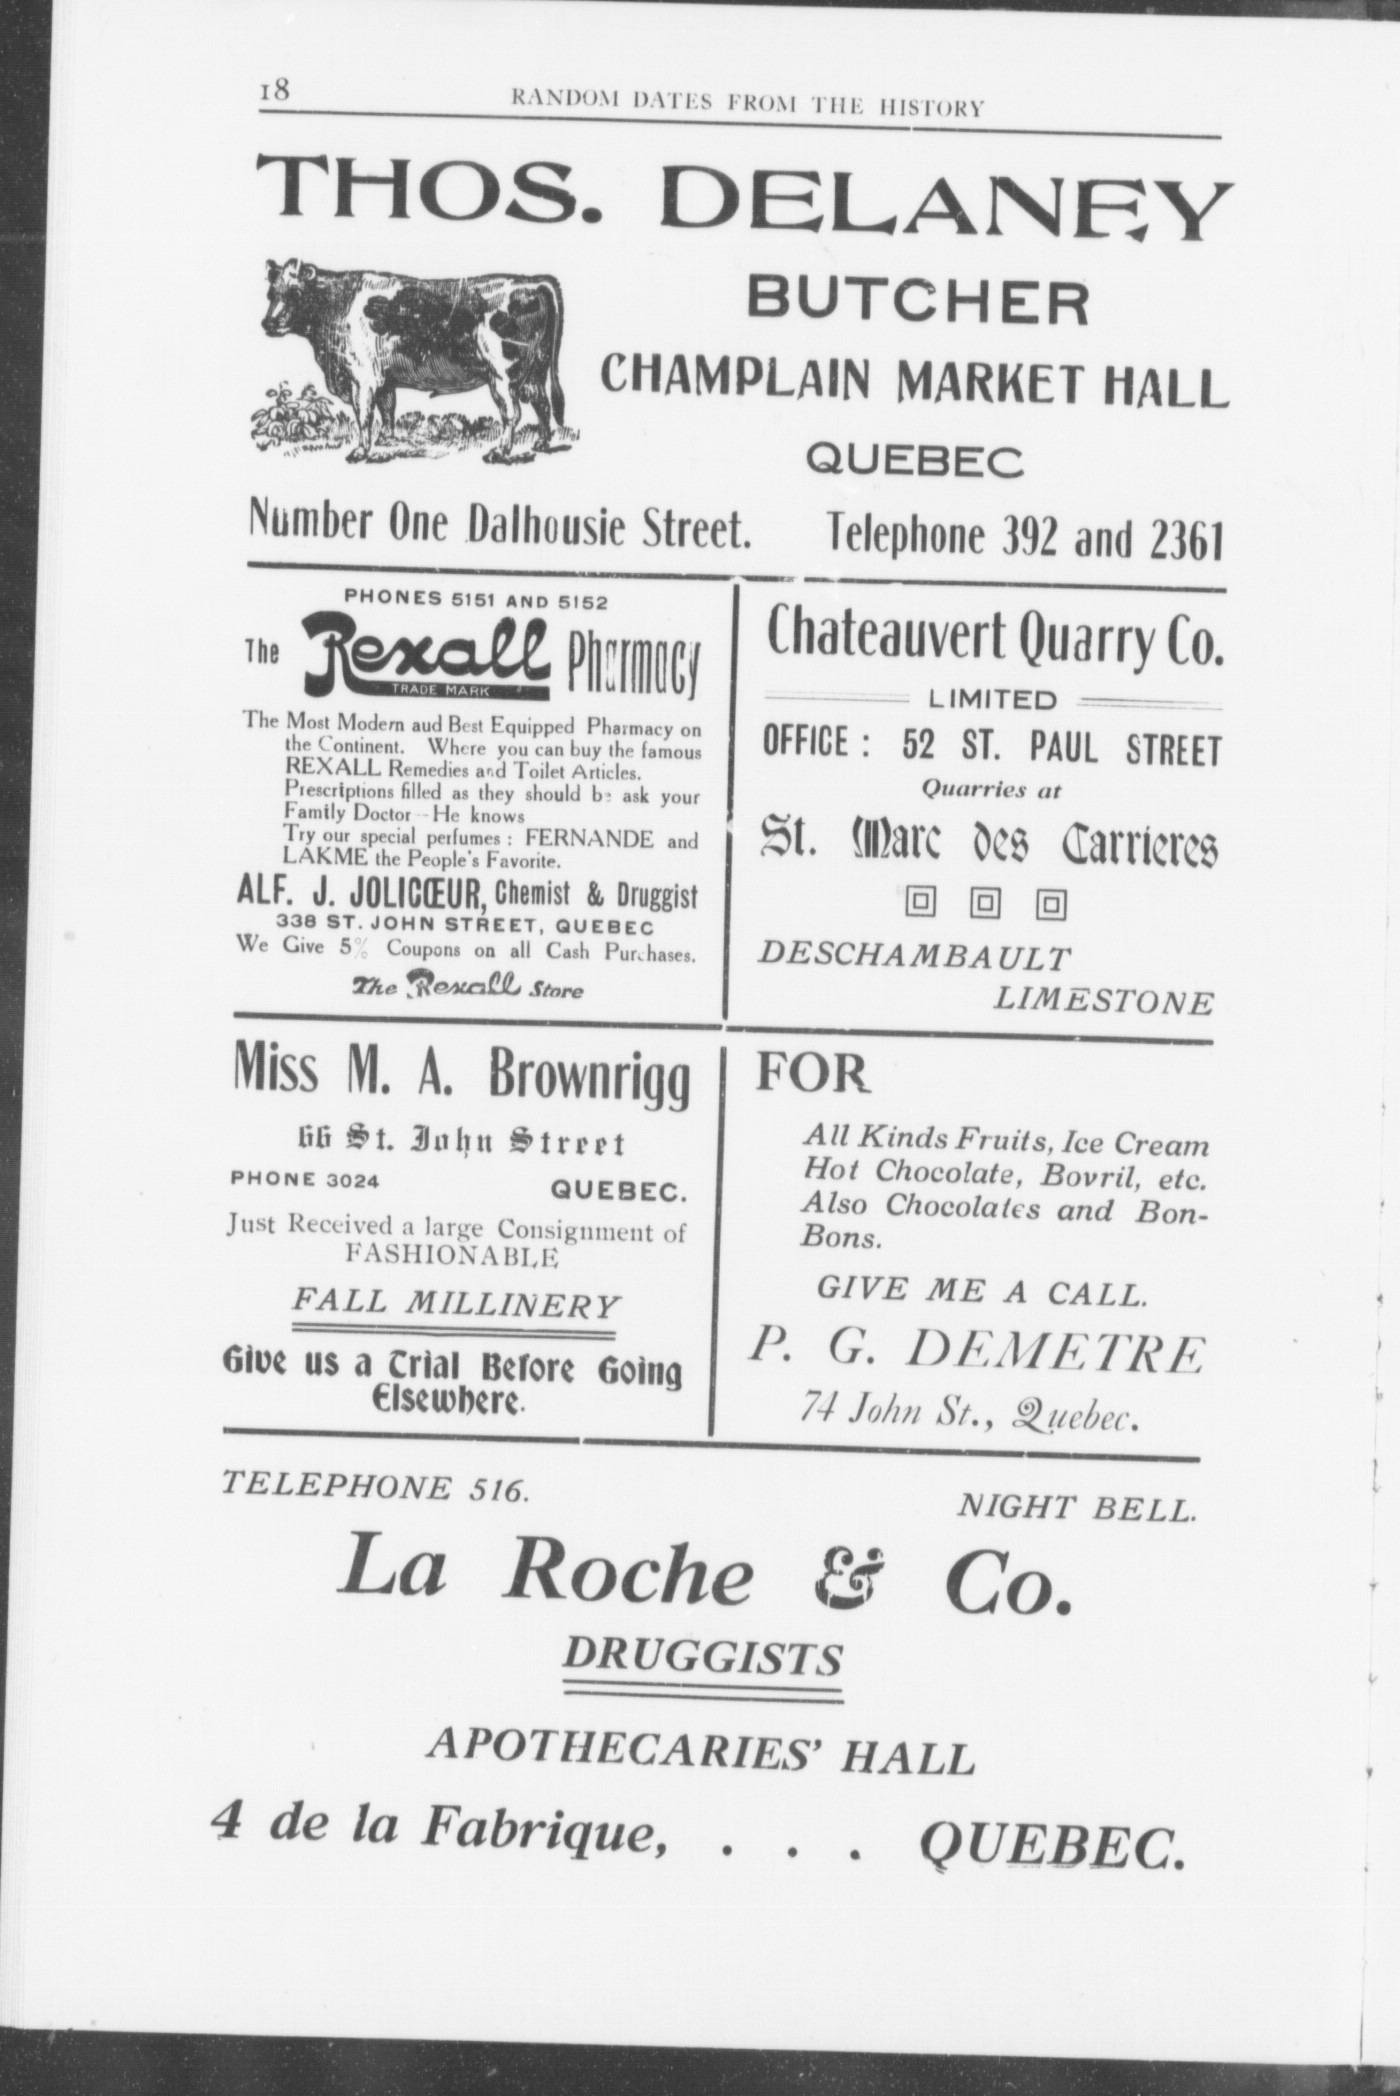 18
RANDOM DATES FROM THE HISTORY
THOS. DELANEY
BUTCHER
CHAMPLAIN MARKET HALL
QUEBEC
Number One Dalhousie Street. Telephone 392 and 2361
PHONES 5151 AND 5152
The Rexall Pharmacy
TRADE MARK
The Most Modern aud Best Equipped Pharmacy on
the Continent. Where you can buy the famous
REXALL Remedies and Toilet Articles.
Prescriptions filled as they should be ask your
Family Doctor - He knows
Try our special perfumes : FERNANDE and
LAKME the People's Favorite.
ALF. J. JOLICŒUR, Chemist & Druggist
338 ST. JOHN STREET, QUEBEC
We Give 5% Coupons on all Cash Purchases.
The Rexall Store
Chateauvert Quarry Co.
LIMITED
OFFICE : 52 ST. PAUL STREET
Quarries at
St. Marc des Carrieres
DESCHAMBAULT
LIMESTONE
Miss M. A. Brownrigg
66 St. John Street
PHONE 3024 QUEBEC.
Just Received a large Consignment of
FASHIONABLE
FALL MILLINERY
Give us a Trial Before Going
Elsewhere.
FOR
All Kinds Fruits, Ice Cream
Hot Chocolate, Bovril, etc.
Also Chocolates and Bon-
Bons.
GIVE ME A CALL.
P. G. DEMETRE
74 John St., Quebec.
TELEPHONE 516. NIGHT BELL.
La Roche & Co.
DRUGGISTS
APOTHECARIES' HALL
4 de la Fabrique, . . . QUEBEC.